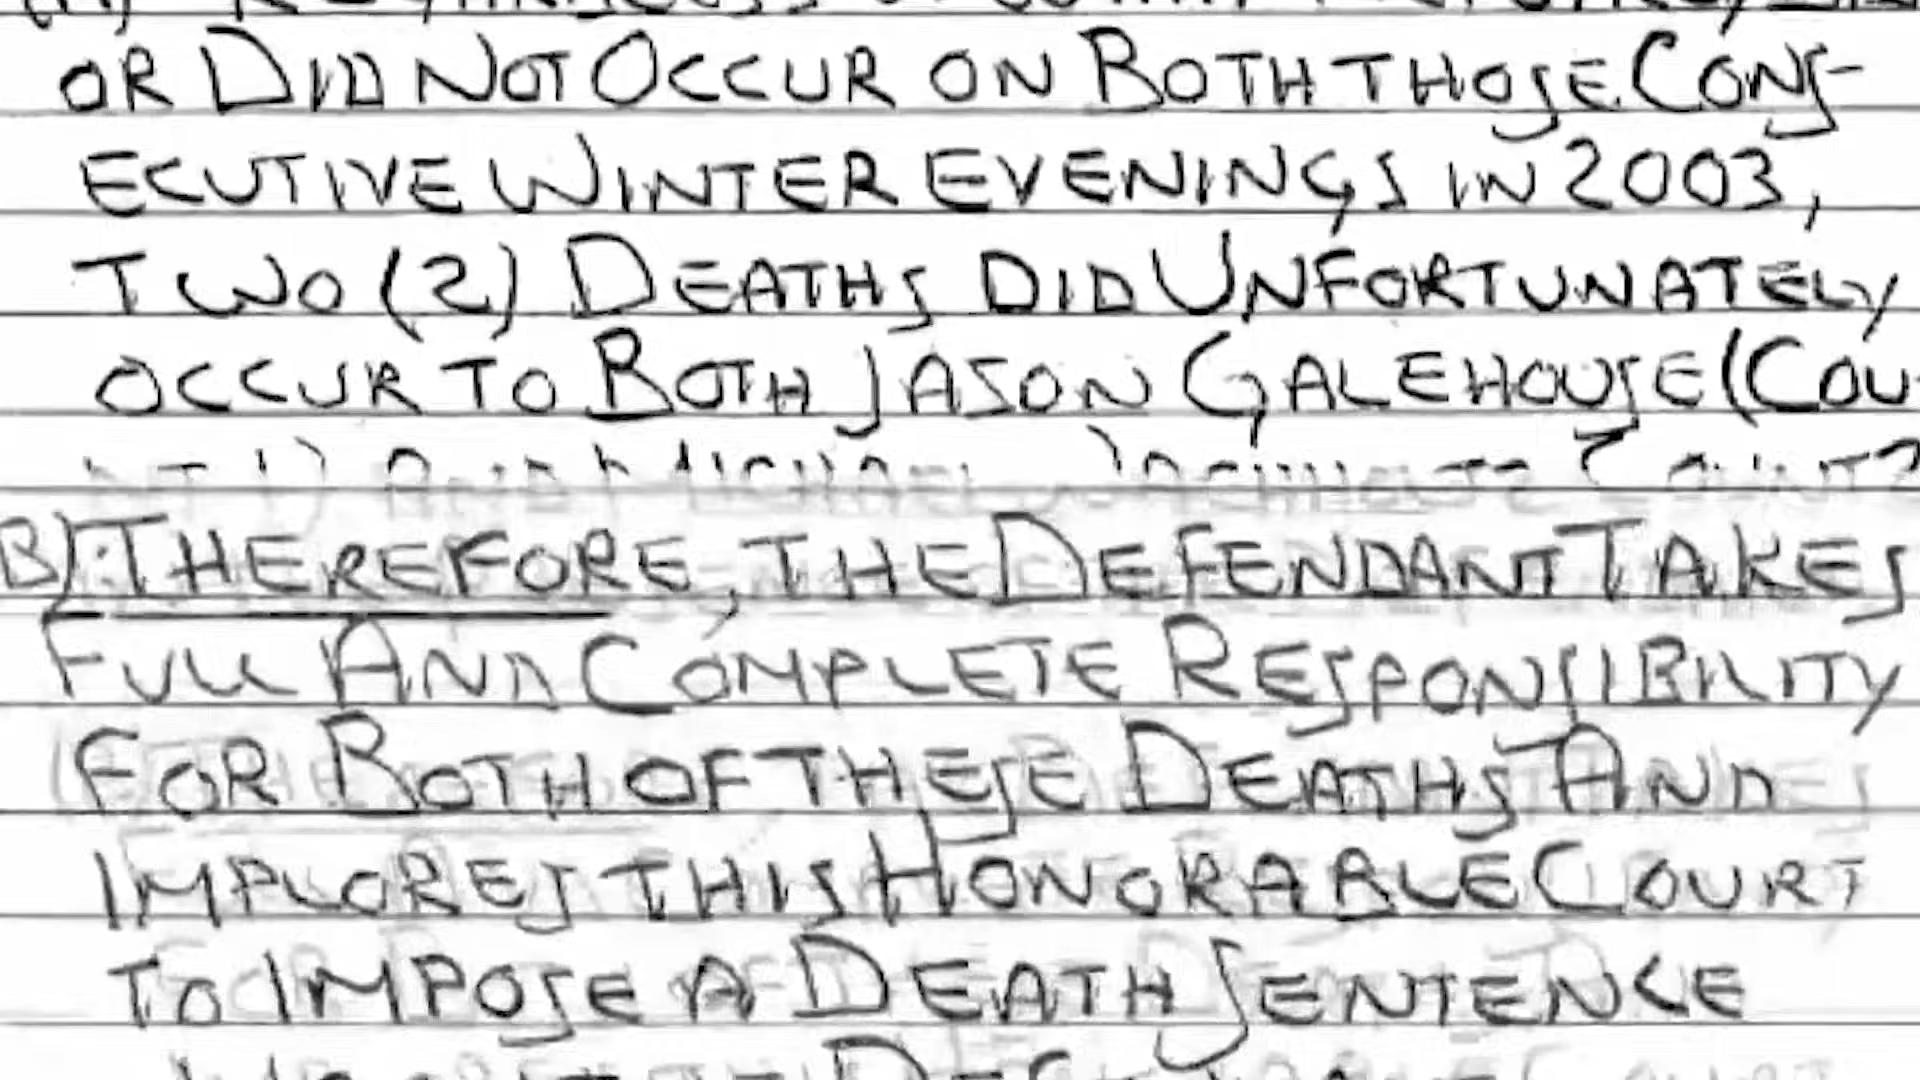 OR DID NOT OCCUR ON BOTH THOSE CONS-
ECUTIVE WINTER EVENINGS IN 2003,
TWO (2) DEATHS DID UNFORTUNATELY
OCCUR TO BOTH JASON GALEHOUSE (COU
B) THEREFORE, THE DEFENDANT TAKES
FULL AND COMPLETE RESPONSIBILITY
FOR BOTH OF THESE DEATHS AND
IMPLORES THIS HONORABLE COURT
TO IMPOSE A DEATH SENTENCE